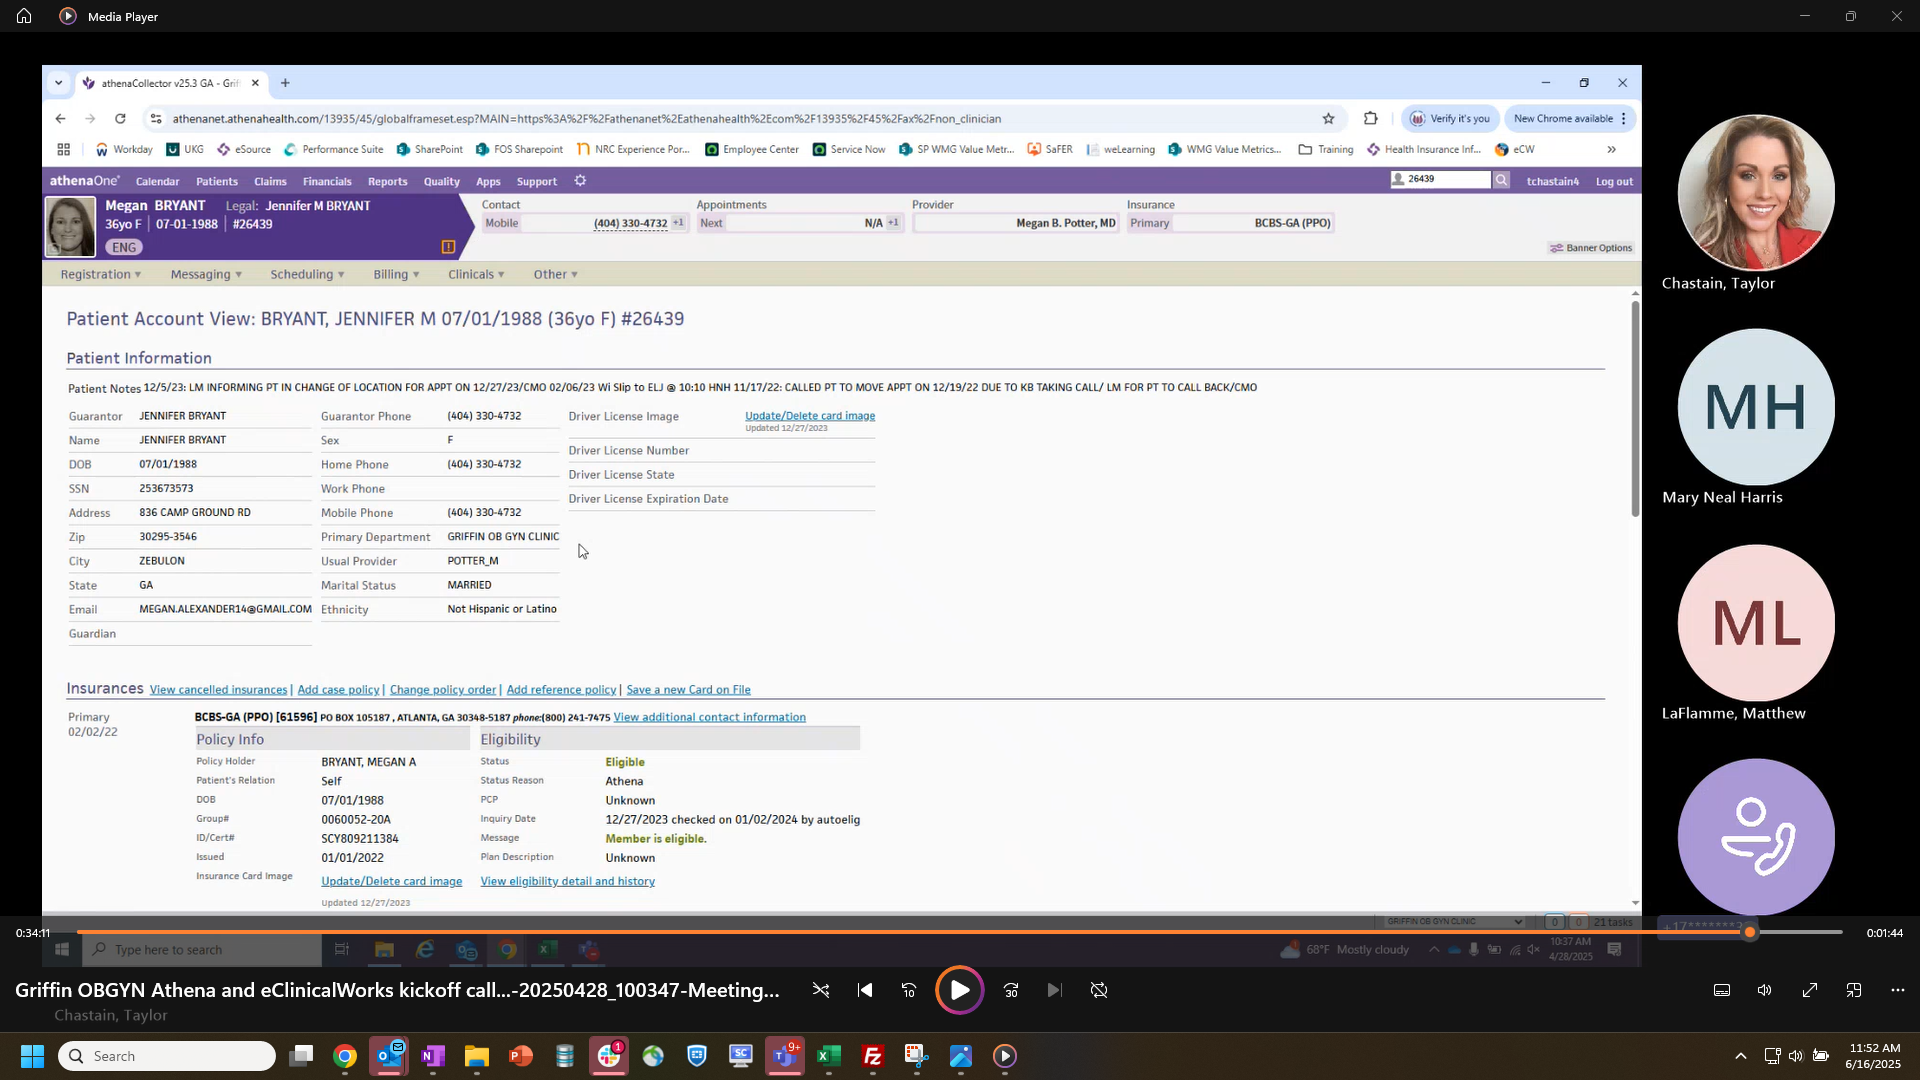 Media Player
athenaCollector v25.3 GA - Grif
athenanet.athenahealth.com/13935/45/globalframeset.esp?MAIN=https%3A%2F%2Fathenanet%2Eathenahealth%2Ecom%2F13935%2F45%2Fax%2Fnon_clinician
Verify it's you
New Chrome available
Workday UKG eSource Performance Suite SharePoint FOS Sharepoint NRC Experience Por... Employee Center Service Now SP WMG Value Metr... SaFER weLearning WMG Value Metrics... Training Health Insurance Inf... eCW
athenaOne Calendar Patients Claims Financials Reports Quality Apps Support 26439 tchastain4 Log out
Megan BRYANT Legal: Jennifer M BRYANT
36yo F 07-01-1988 #26439
ENG
Contact Appointments Provider Insurance
Mobile (404) 330-4732 +1 Next N/A +1 Megan B. Potter, MD Primary BCBS-GA (PPO)
Banner Options
Registration Messaging Scheduling Billing Clinicals Other
Patient Account View: BRYANT, JENNIFER M 07/01/1988 (36yo F) #26439
Patient Information
Patient Notes 12/5/23: LM INFORMING PT IN CHANGE OF LOCATION FOR APPT ON 12/27/23/CMO 02/06/23 Wi Slip to ELJ @ 10:10 HNH 11/17/22: CALLED PT TO MOVE APPT ON 12/19/22 DUE TO KB TAKING CALL/ LM FOR PT TO CALL BACK/CMO
Guarantor JENNIFER BRYANT Guarantor Phone (404) 330-4732 Driver License Image Update/Delete card image
Updated 12/27/2023
Name JENNIFER BRYANT Sex F
DOB 07/01/1988 Home Phone (404) 330-4732 Driver License Number
SSN 253673573 Work Phone Driver License State
Address 836 CAMP GROUND RD Mobile Phone (404) 330-4732 Driver License Expiration Date
Zip 30295-3546 Primary Department GRIFFIN OB GYN CLINIC
City ZEBULON Usual Provider POTTER_M
State GA Marital Status MARRIED
Email MEGAN.ALEXANDER14@GMAIL.COM Ethnicity Not Hispanic or Latino
Guardian
Insurances View cancelled insurances | Add case policy | Change policy order | Add reference policy | Save a new Card on File
Primary BCBS-GA (PPO) [61596] PO BOX 105187 , ATLANTA, GA 30348-5187 phone:(800) 241-7475 View additional contact information
02/02/22
Policy Info Eligibility
Policy Holder BRYANT, MEGAN A Status Eligible
Patient's Relation Self Status Reason Athena
DOB 07/01/1988 PCP Unknown
Group# 0060052-20A Inquiry Date 12/27/2023 checked on 01/02/2024 by autoelig
ID/Cert# SCY809211384 Message Member is eligible.
Issued 01/01/2022 Plan Description Unknown
Insurance Card Image Update/Delete card image View eligibility detail and history
Updated 12/27/2023
GRIFFIN OB GYN CLINIC 0 0 21 tasks
Chastain, Taylor
MH
Mary Neal Harris
ML
LaFlamme, Matthew
0:34:11
0:01:44
Type here to search
68°F Mostly cloudy
10:37 AM
4/28/2025
Griffin OBGYN Athena and eClinicalWorks kickoff call...-20250428_100347-Meeting...
10
30
Chastain, Taylor
Search
1
SC
9+
11:52 AM
6/16/2025